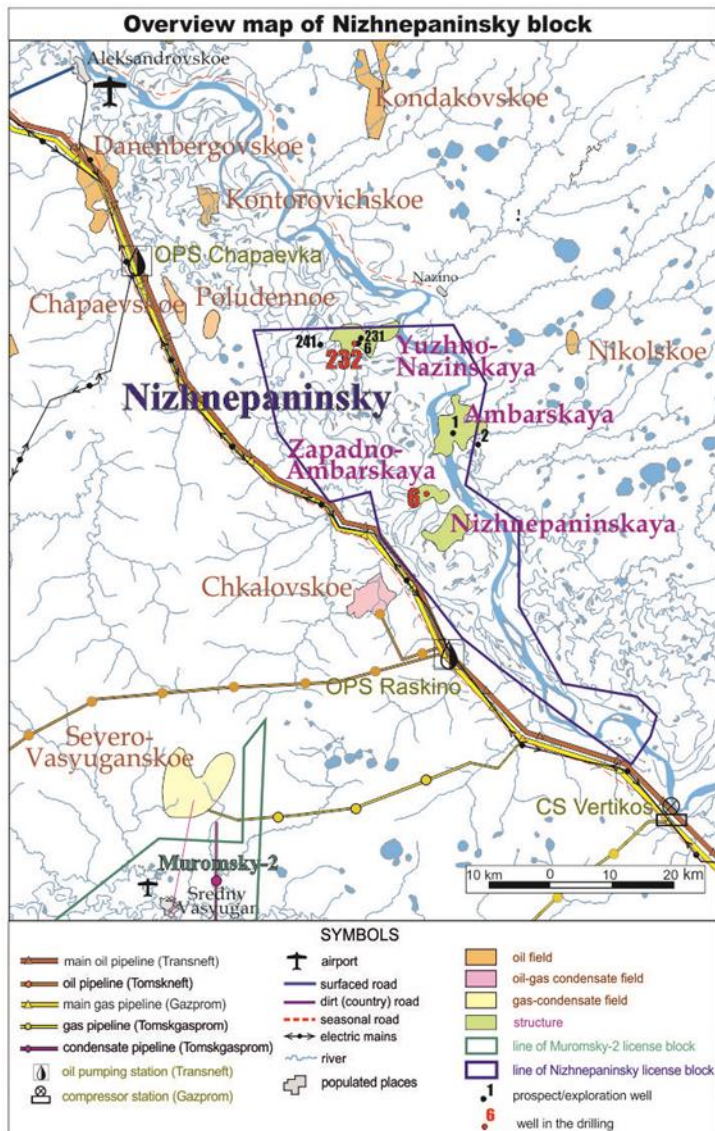 Overview map of Nizhnepaninsky block
Aleksandrovskoe
Kondakovskoe
Danenbergovskoe
Kontorovichskoe
OPS Chapaevka
Nazino
Chapaevskoe
Poludennoe
241
231
6
232
Yuzhno-
Nazinskaya
Nikolskoe
Nizhnepaninsky
Ambarskaya
1
2
Zapadno-
Ambarskaya
6
Nizhnepaninskaya
Chkalovskoe
OPS Raskino
Severo-
Vasyuganskoe
CS Vertikos
Muromsky-2
Sredny
Vasyugan
10 km 0 10 20 km
SYMBOLS
main oil pipeline (Transneft)
oil pipeline (Tomskneft)
main gas pipeline (Gazprom)
gas pipeline (Tomskgasprom)
condensate pipeline (Tomskgasprom)
oil pumping station (Transneft)
compressor station (Gazprom)
airport
surfaced road
dirt (country) road
seasonal road
electric mains
river
populated places
oil field
oil-gas condensate field
gas-condensate field
structure
line of Muromsky-2 license block
line of Nizhnepaninsky license block
1 prospect/exploration well
6 well in the drilling